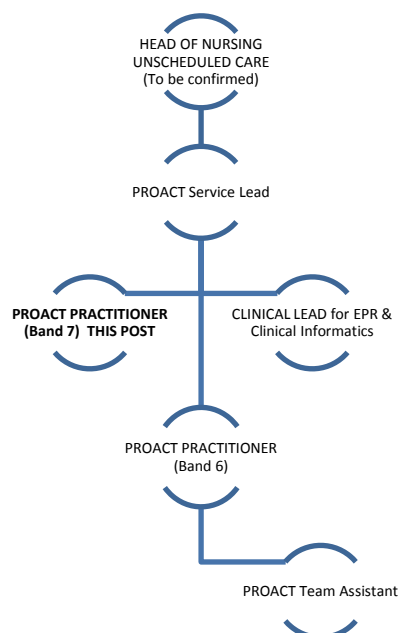 HEAD OF NURSING
UNSCHEDULED CARE
(To be confirmed)
PROACT Service Lead
PROACT PRACTITIONER
(Band 7)  THIS POST
CLINICAL LEAD for EPR &
Clinical Informatics
PROACT PRACTITIONER
(Band 6)
PROACT Team Assistant